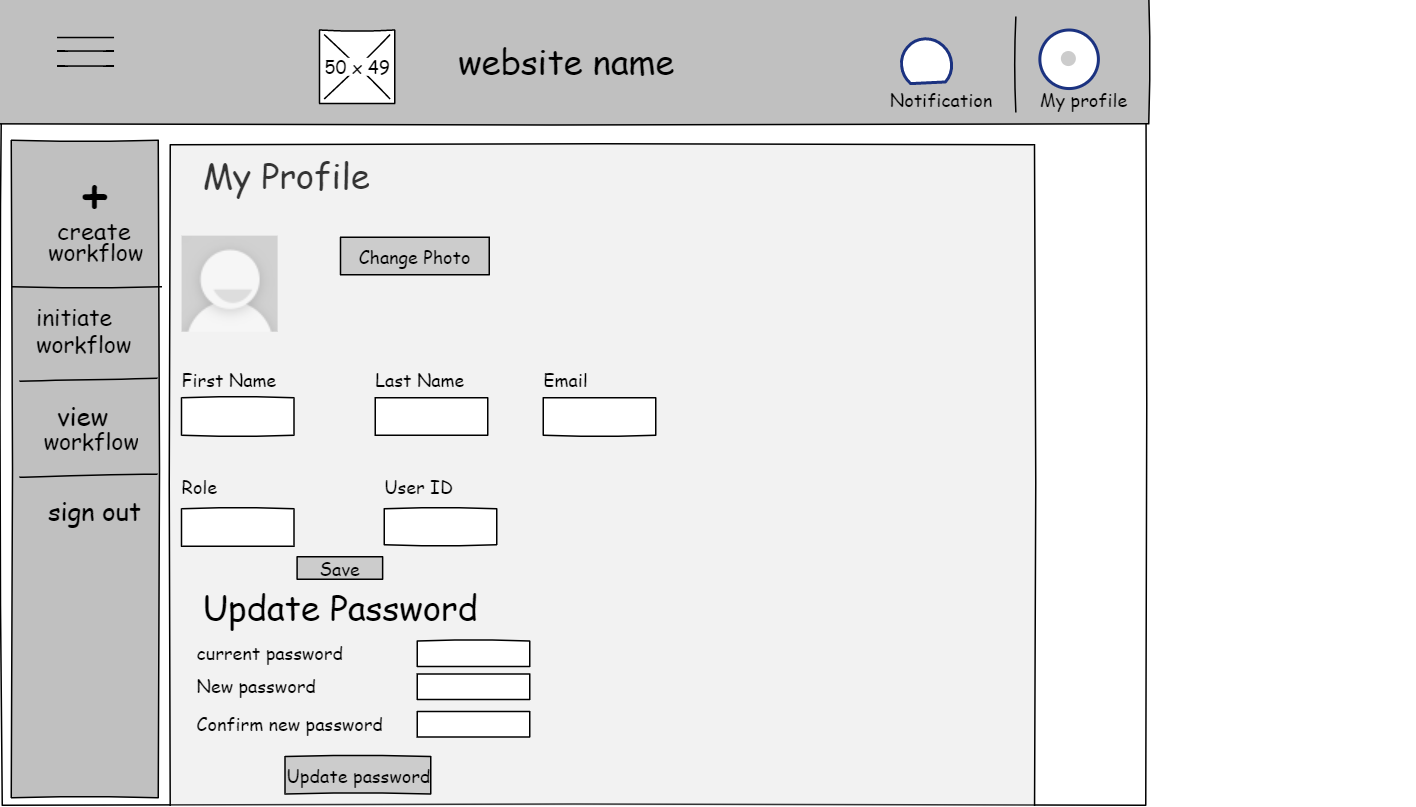 50 x 49
website name
Notification
My profile
+
create
workflow
initiate
workflow
view
workflow
sign out
My Profile
Change Photo
First Name
Last Name
Email
Role
User ID
Save
Update Password
current password
New password
Confirm new password
Update password